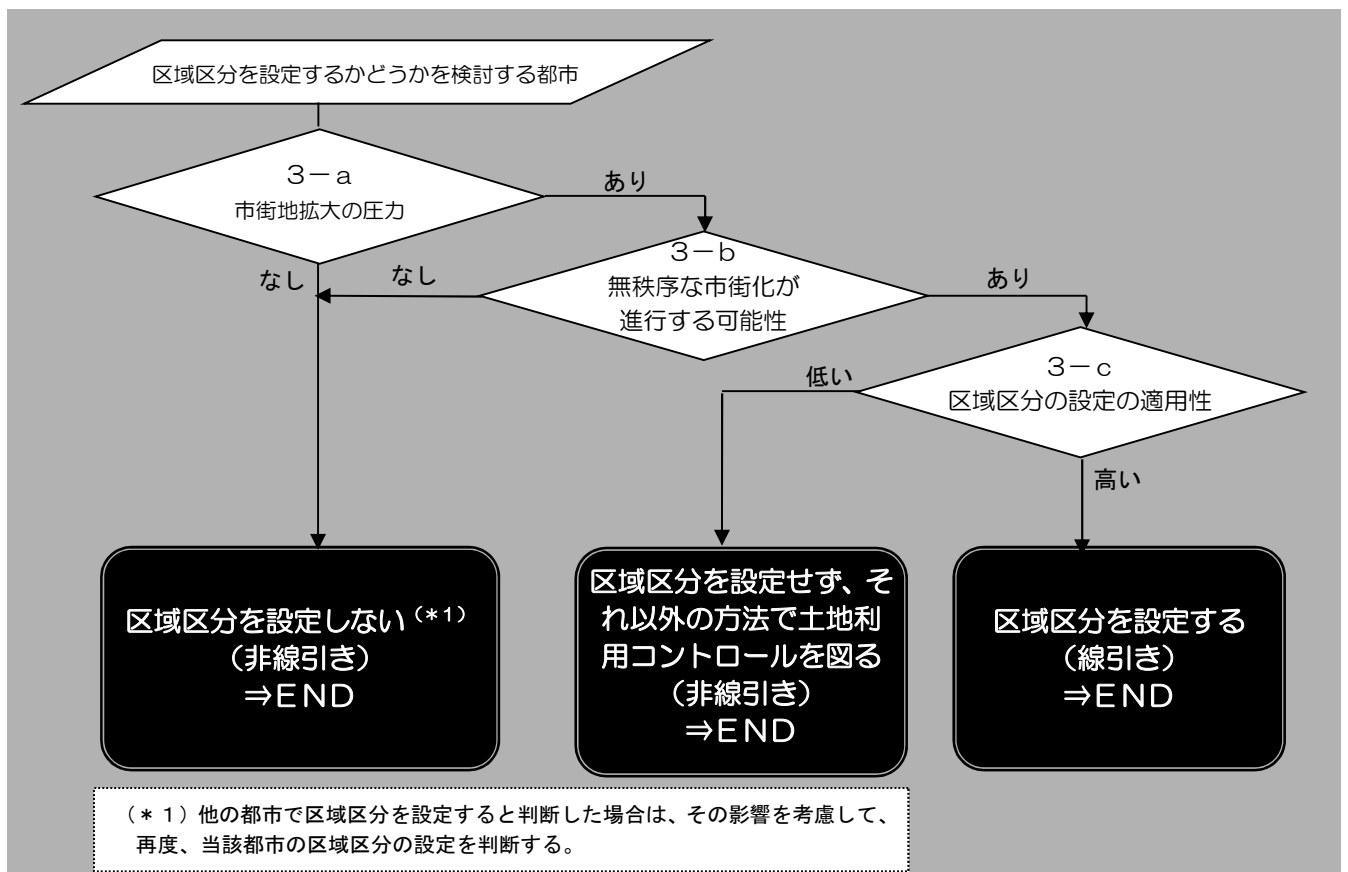 区域区分を設定するかどうかを検討する都市
３－ａ
市街地拡大の圧力
あり
なし
３－ｂ
無秩序な市街化が
進行する可能性
なし
あり
３－ｃ
区域区分の設定の適用性
低い
高い
区域区分を設定しない（*１）
（非線引き）
⇒ＥＮＤ
区域区分を設定せず、そ
れ以外の方法で土地利
用コントロールを図る
（非線引き）
⇒ＥＮＤ
区域区分を設定する
（線引き）
⇒ＥＮＤ
（＊１）他の都市で区域区分を設定すると判断した場合は、その影響を考慮して、
再度、当該都市の区域区分の設定を判断する。